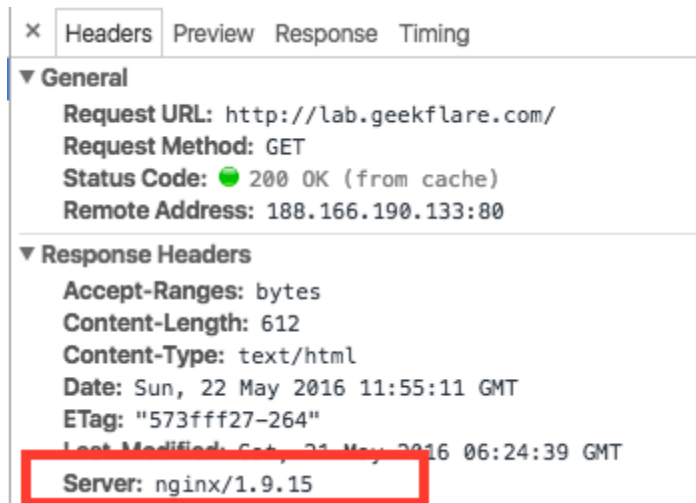 × Headers Preview Response Timing
▼ General
Request URL: http://lab.geekflare.com/
Request Method: GET
Status Code: 200 OK (from cache)
Remote Address: 188.166.190.133:80
▼ Response Headers
Accept-Ranges: bytes
Content-Length: 612
Content-Type: text/html
Date: Sun, 22 May 2016 11:55:11 GMT
ETag: "573fff27-264"
Last-Modified: Sat, 21 May 2016 06:24:39 GMT
Server: nginx/1.9.15